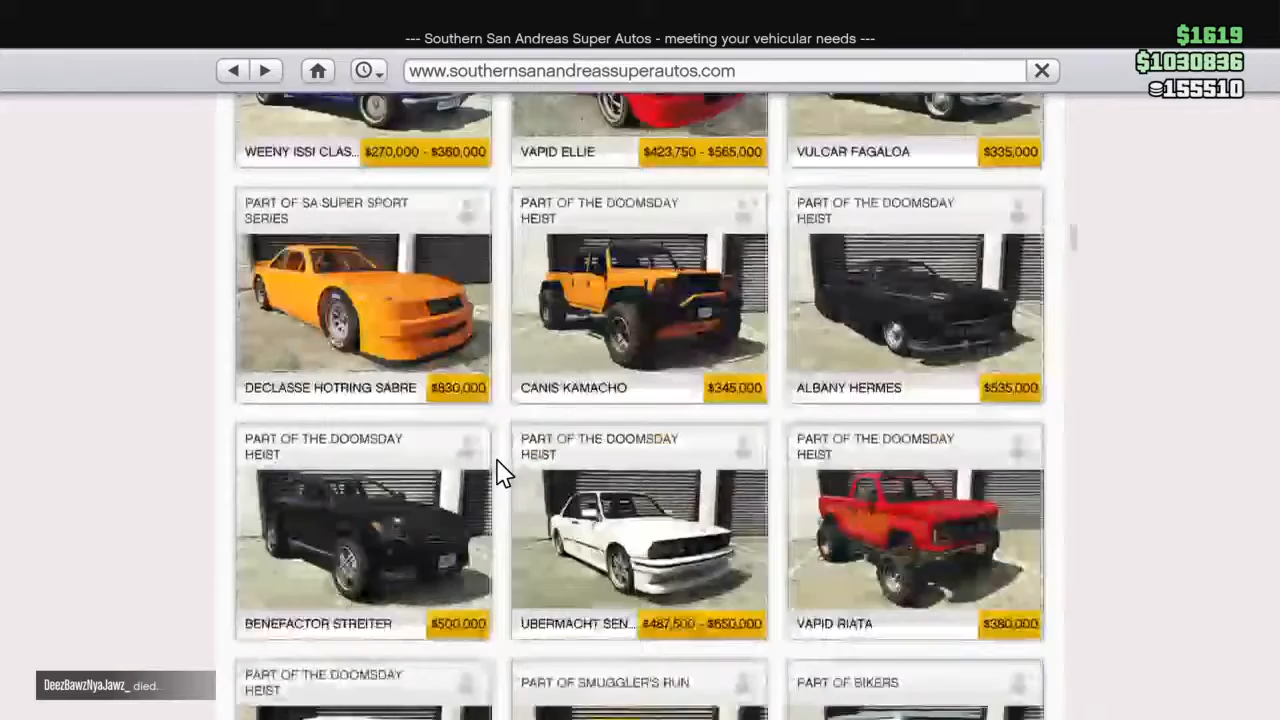 --- Southern San Andreas Super Autos - meeting your vehicular needs ---
$1619
$1030836
155510
www.southernsanandreassuperautos.com
WEENY ISSI CLAS... $270,000 - $360,000
VAPID ELLIE $423,750 - $565,000
VULCAR FAGALOA $335,000
PART OF SA SUPER SPORT
SERIES
PART OF THE DOOMSDAY
HEIST
PART OF THE DOOMSDAY
HEIST
DECLASSE HOTRING SABRE $830,000
CANIS KAMACHO $345,000
ALBANY HERMES $535,000
PART OF THE DOOMSDAY
HEIST
PART OF THE DOOMSDAY
HEIST
PART OF THE DOOMSDAY
HEIST
BENEFACTOR STREITER $500,000
UBERMACHT SEN... $487,500 - $650,000
VAPID RIATA $380,000
PART OF THE DOOMSDAY
HEIST
PART OF SMUGGLER'S RUN
PART OF BIKERS
DeezBawzNyaJawz_ died.